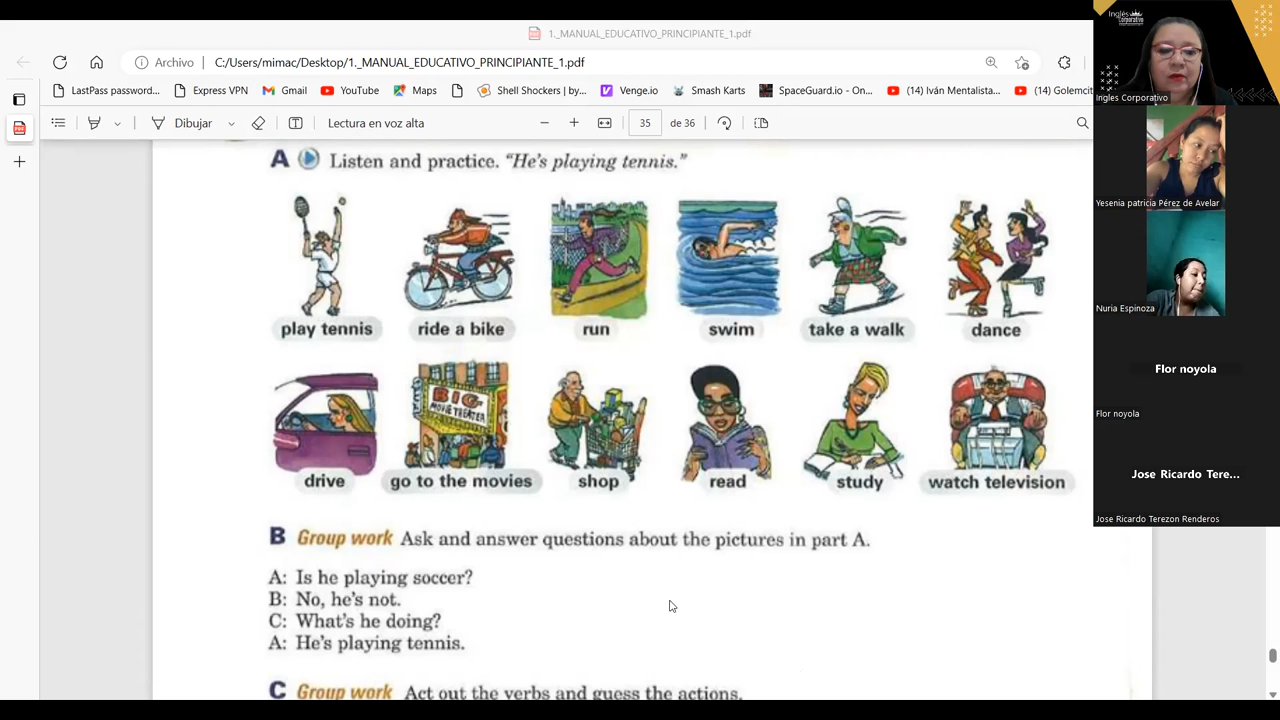 1._MANUAL_EDUCATIVO_PRINCIPIANTE_1.pdf
Archivo C:/Users/mimac/Desktop/1._MANUAL_EDUCATIVO_PRINCIPIANTE_1.pdf
LastPass password... Express VPN Gmail YouTube Maps Shell Shockers | by... Venge.io Smash Karts SpaceGuard.io - On... (14) Iván Mentalista... (14) Golemcit
Dibujar Lectura en voz alta 35 de 36
A Listen and practice. "He's playing tennis."
play tennis ride a bike run swim take a walk dance
BIG
MOVIE THEATER
drive go to the movies shop read study watch television
B Group work Ask and answer questions about the pictures in part A.
A: Is he playing soccer?
B: No, he's not.
C: What's he doing?
A: He's playing tennis.
C Group work Act out the verbs and guess the actions.
Inglés
Corporativo
Ingles Corporativo
Yesenia patricia Pérez de Avelar
Nuria Espinoza
Flor noyola
Flor noyola
Jose Ricardo Tere...
Jose Ricardo Terezon Renderos